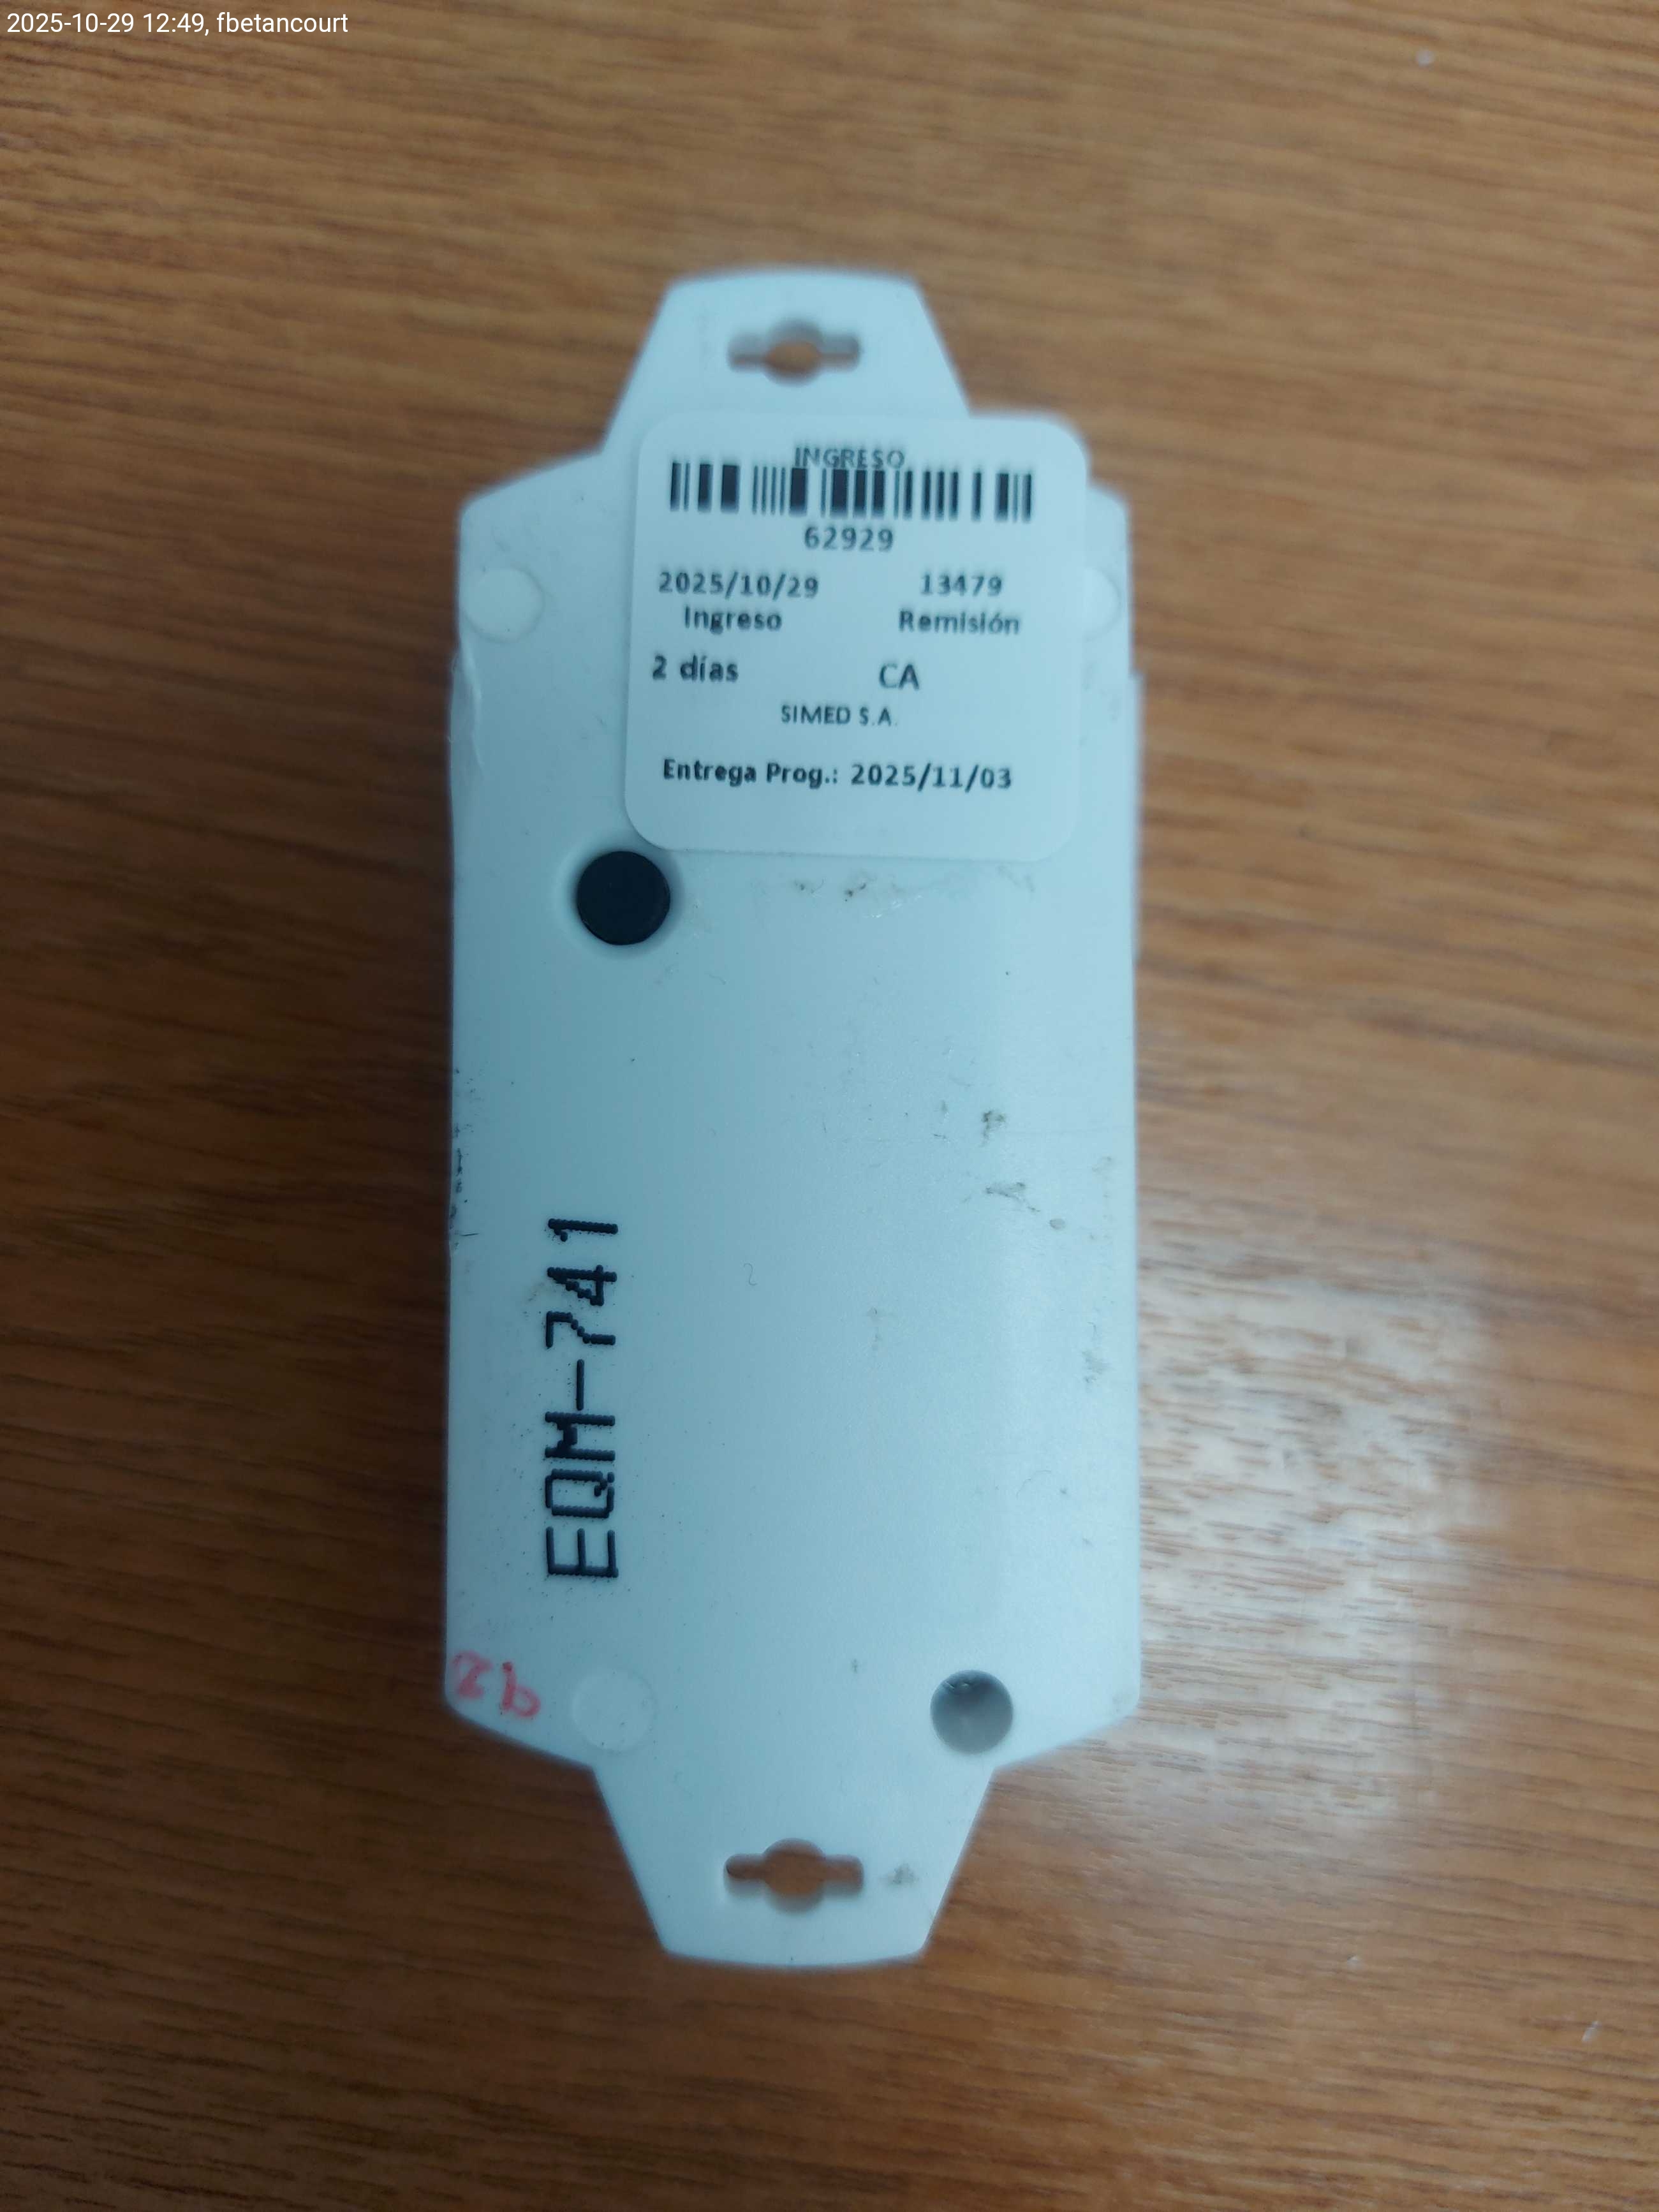 2025-10-29 12:49, fbetancourt
INGRESO
62929
2025/10/29 13479
Ingreso Remisión
2 días CA
SIMED S.A.
Entrega Prog.: 2025/11/03
EQM-741